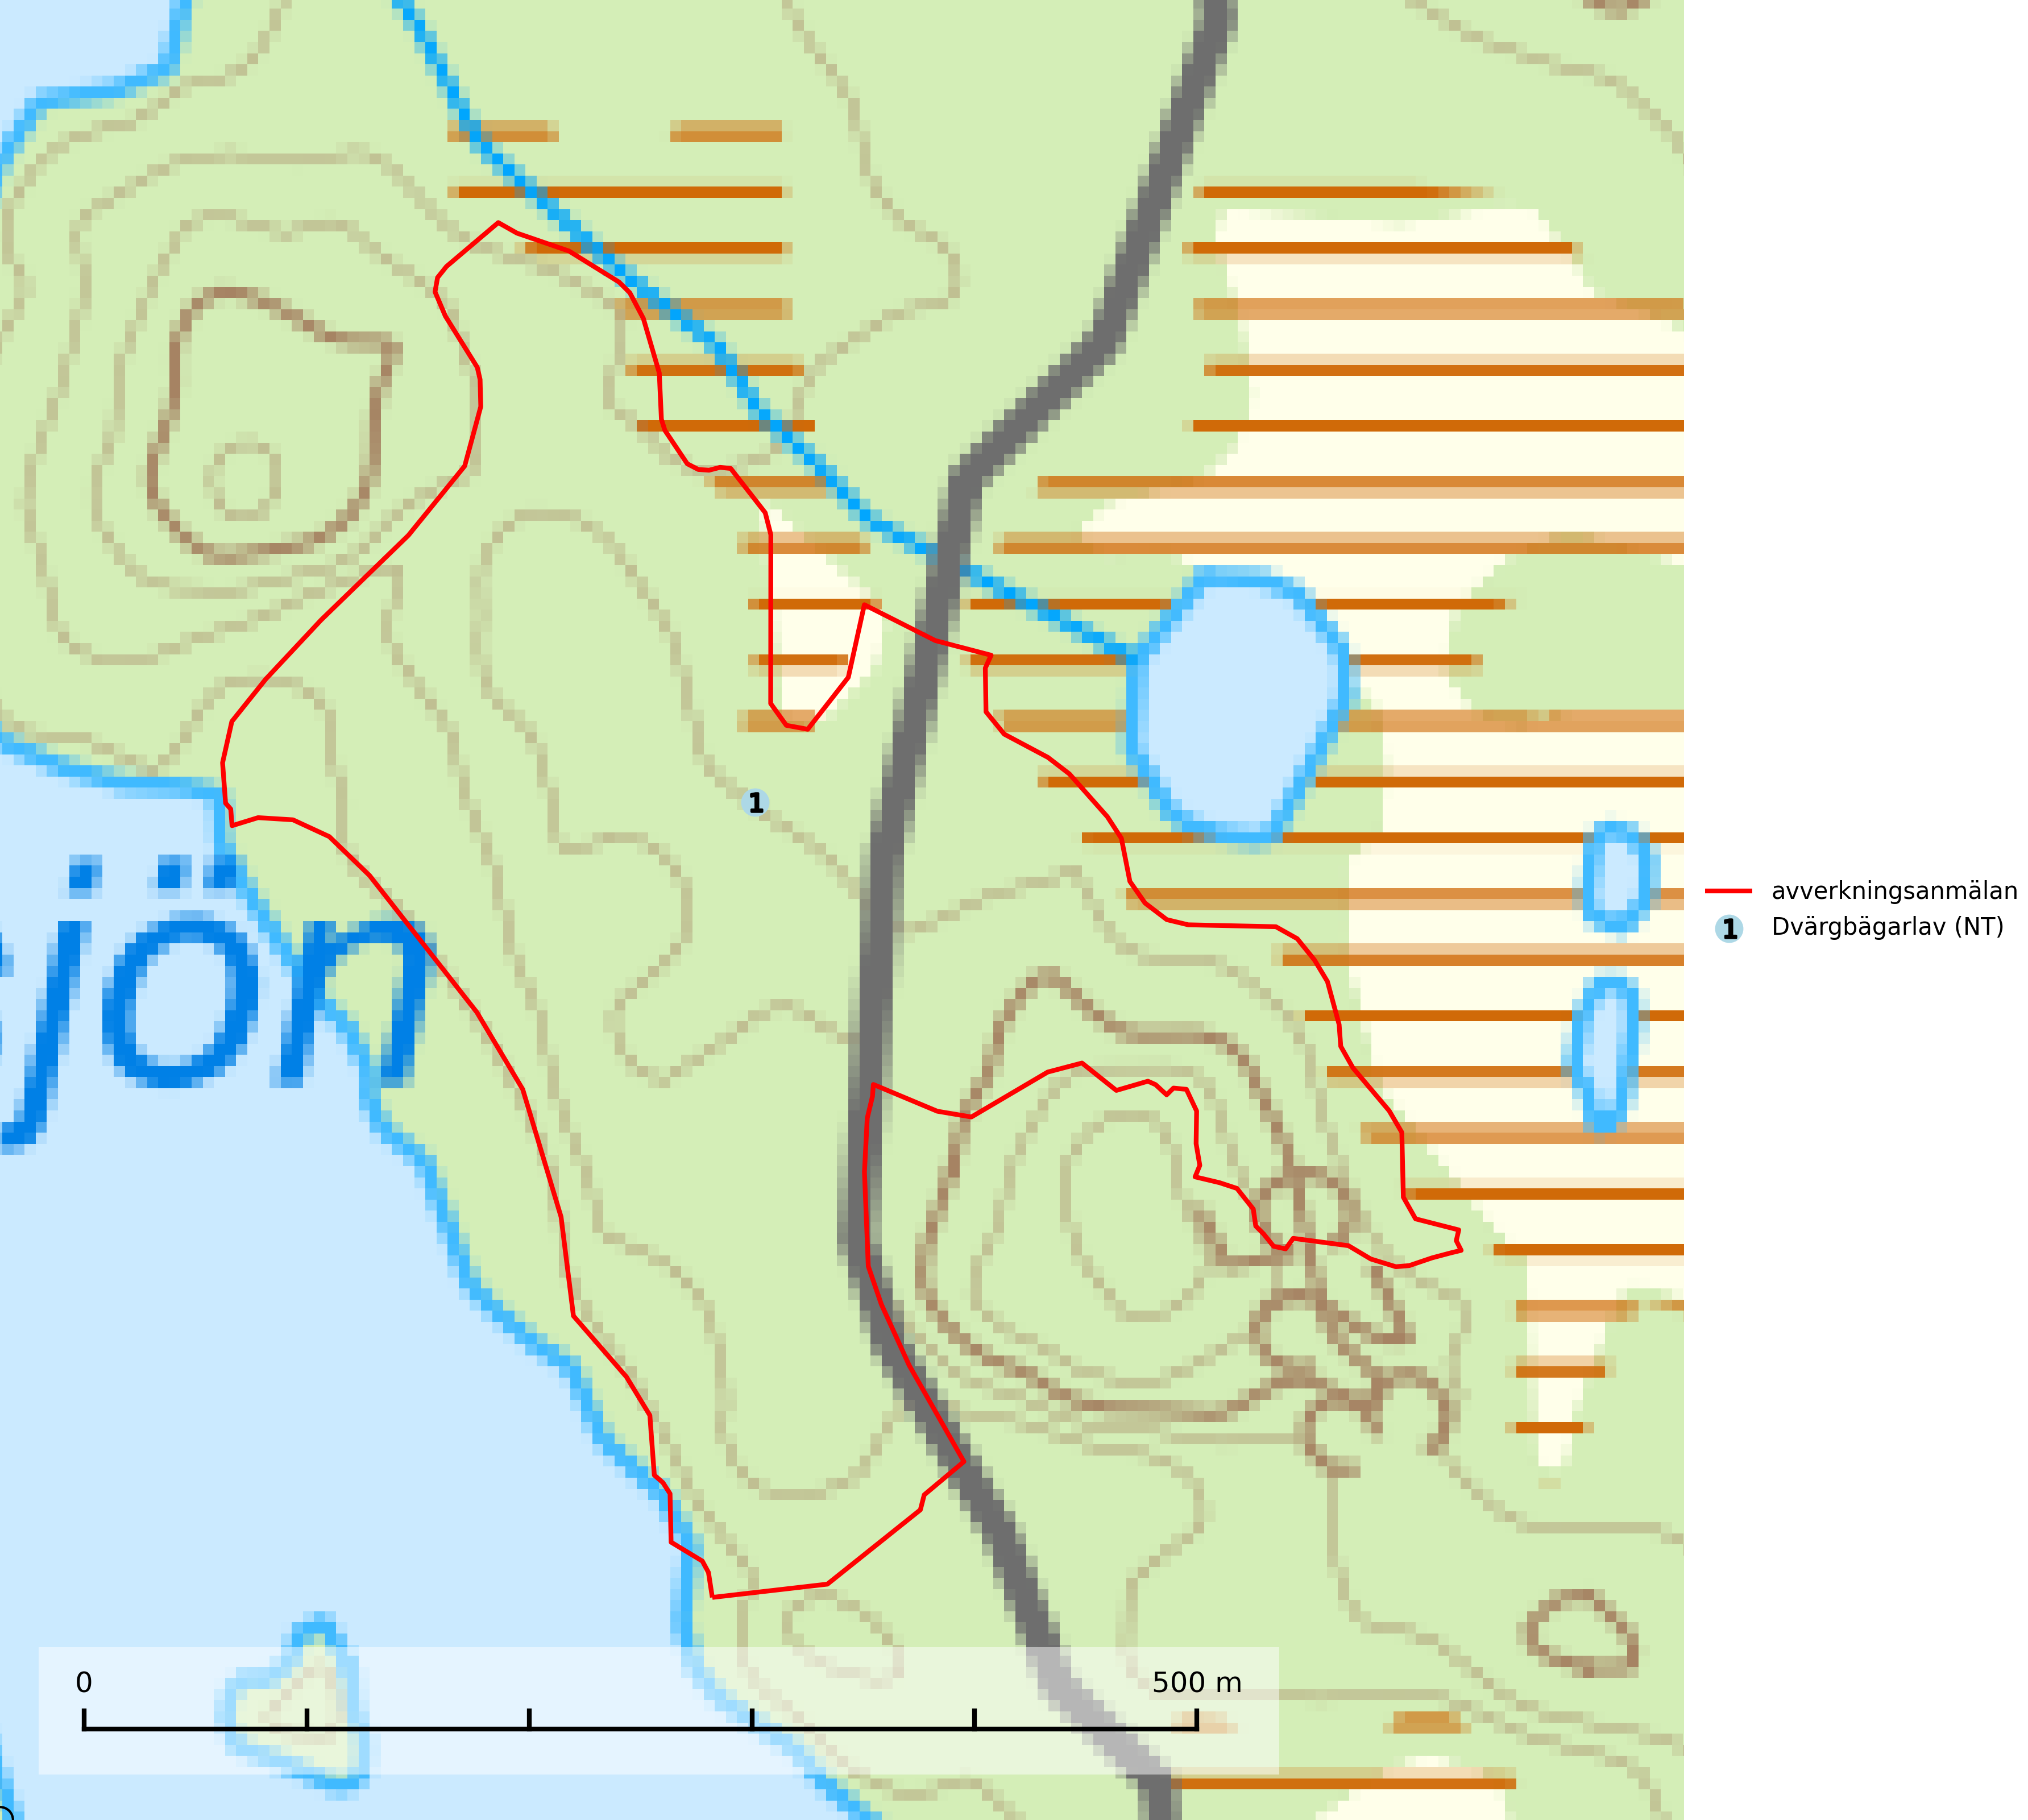 1
jön
avverkningsanmälan
1 Dvärgbägarlav (NT)
0 500 m